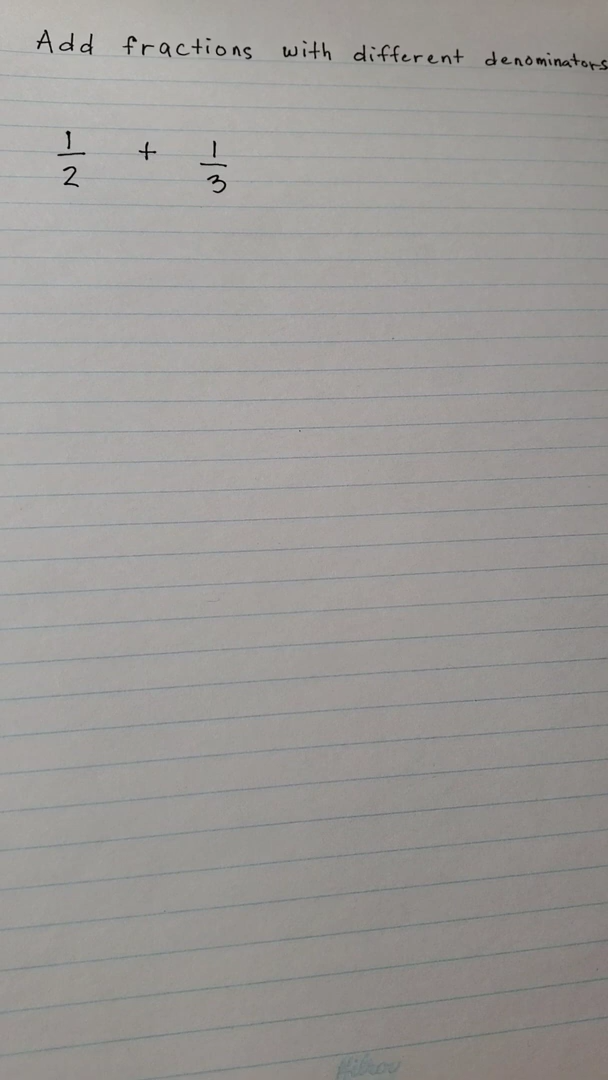 Add fractions with different denominators
1/2 + 1/3